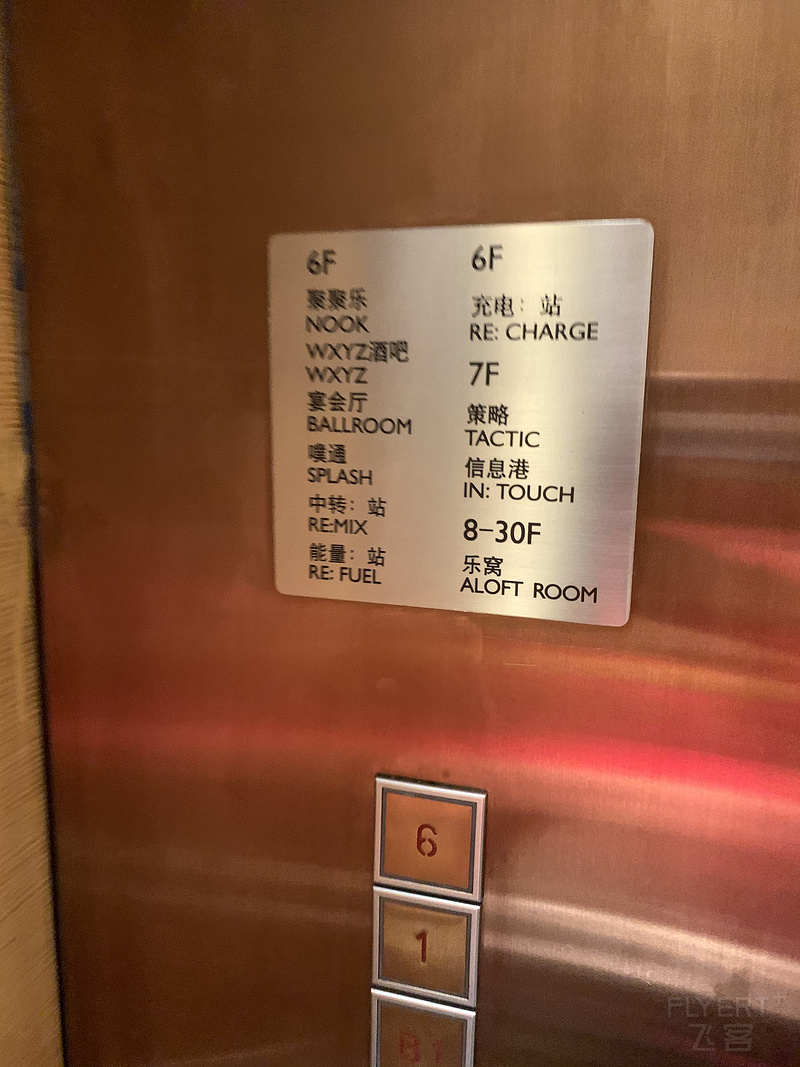 6F
聚聚乐
NOOK
WXYZ酒吧
WXYZ
宴会厅
BALLROOM
噗通
SPLASH
中转：站
RE:MIX
能量：站
RE: FUEL
6F
充电：站
RE: CHARGE
7F
策略
TACTIC
信息港
IN: TOUCH
8-30F
乐窝
ALOFT ROOM
6
1
B1
FLYERT
飞客